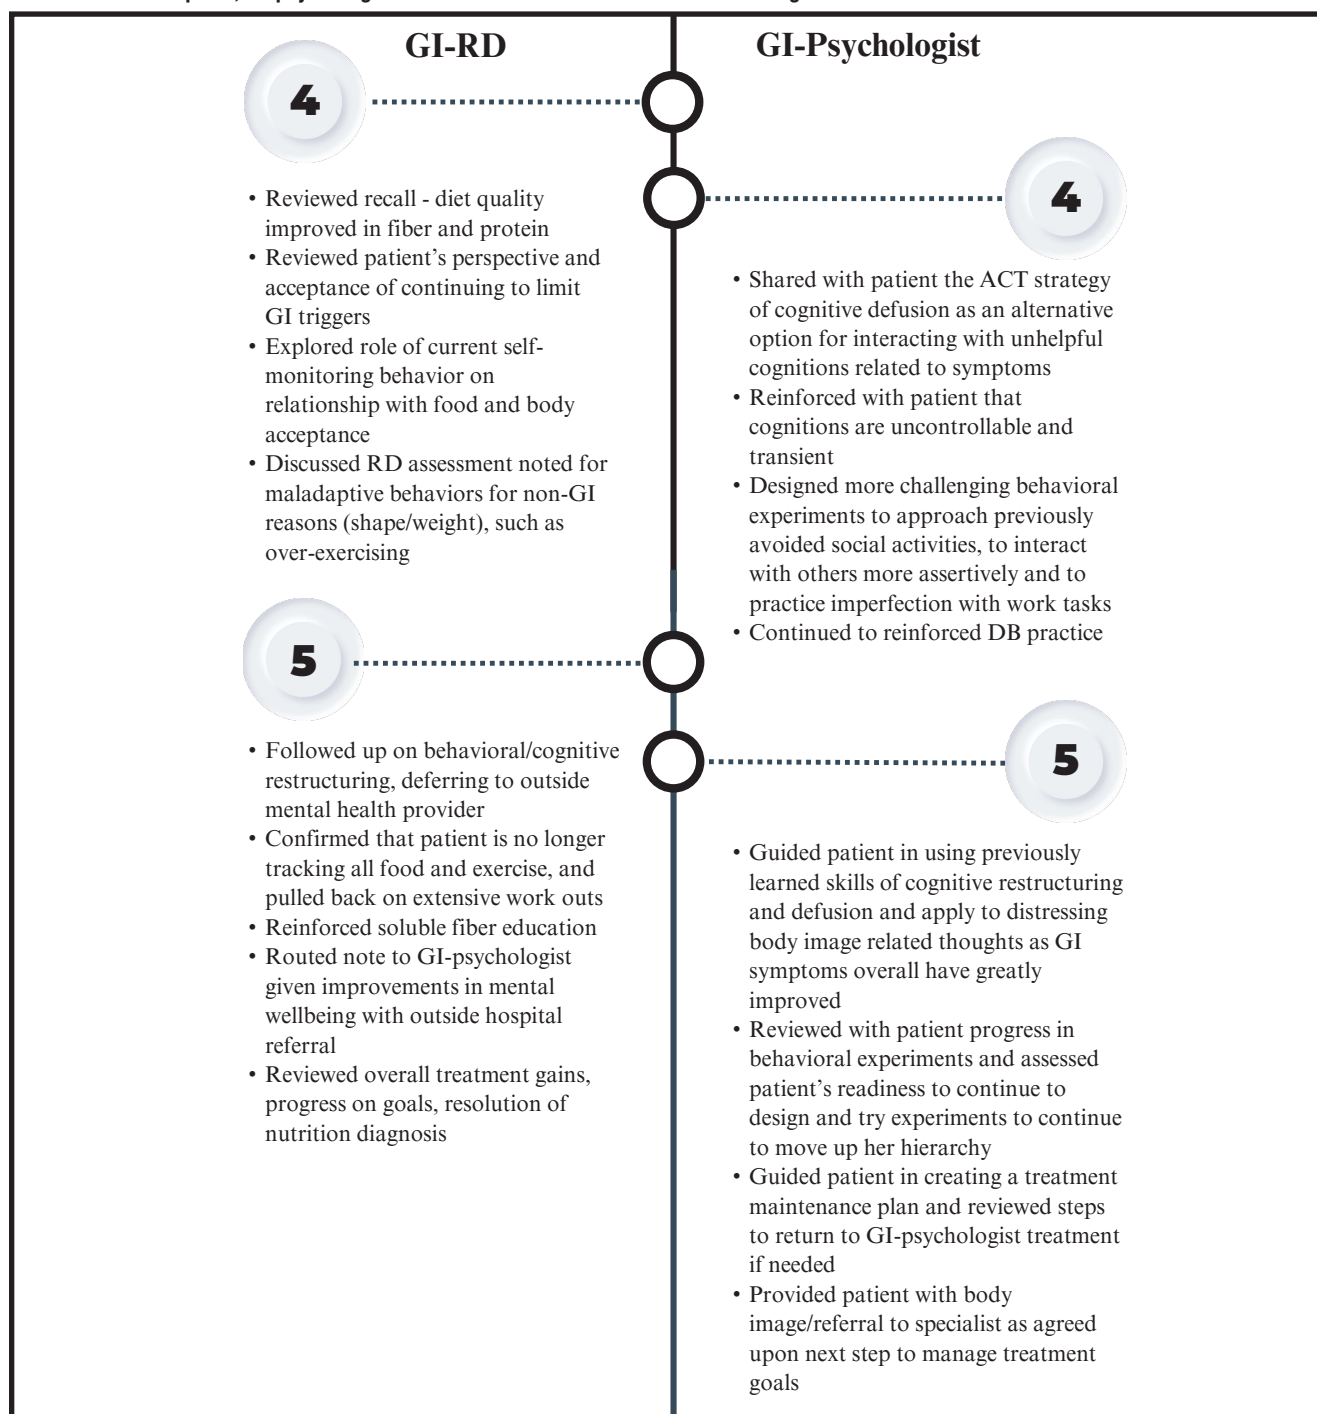 GI-RD
GI-Psychologist
4
• Reviewed recall - diet quality
improved in fiber and protein
• Reviewed patient’s perspective and
acceptance of continuing to limit
GI triggers
• Explored role of current self-
monitoring behavior on
relationship with food and body
acceptance
• Discussed RD assessment noted for
maladaptive behaviors for non-GI
reasons (shape/weight), such as
over-exercising
4
• Shared with patient the ACT strategy
of cognitive defusion as an alternative
option for interacting with unhelpful
cognitions related to symptoms
• Reinforced with patient that
cognitions are uncontrollable and
transient
• Designed more challenging behavioral
experiments to approach previously
avoided social activities, to interact
with others more assertively and to
practice imperfection with work tasks
• Continued to reinforced DB practice
5
• Followed up on behavioral/cognitive
restructuring, deferring to outside
mental health provider
• Confirmed that patient is no longer
tracking all food and exercise, and
pulled back on extensive work outs
• Reinforced soluble fiber education
• Routed note to GI-psychologist
given improvements in mental
wellbeing with outside hospital
referral
• Reviewed overall treatment gains,
progress on goals, resolution of
nutrition diagnosis
5
• Guided patient in using previously
learned skills of cognitive restructuring
and defusion and apply to distressing
body image related thoughts as GI
symptoms overall have greatly
improved
• Reviewed with patient progress in
behavioral experiments and assessed
patient’s readiness to continue to
design and try experiments to continue
to move up her hierarchy
• Guided patient in creating a treatment
maintenance plan and reviewed steps
to return to GI-psychologist treatment
if needed
• Provided patient with body
image/referral to specialist as agreed
upon next step to manage treatment
goals